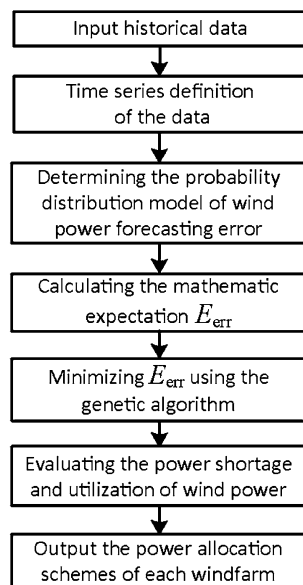 Input historical data
Time series definition
of the data
Determining the probability
distribution model of wind
power forecasting error
Calculating the mathematic
expectation E_err
Minimizing E_err using the
genetic algorithm
Evaluating the power shortage
and utilization of wind power
Output the power allocation
schemes of each windfarm